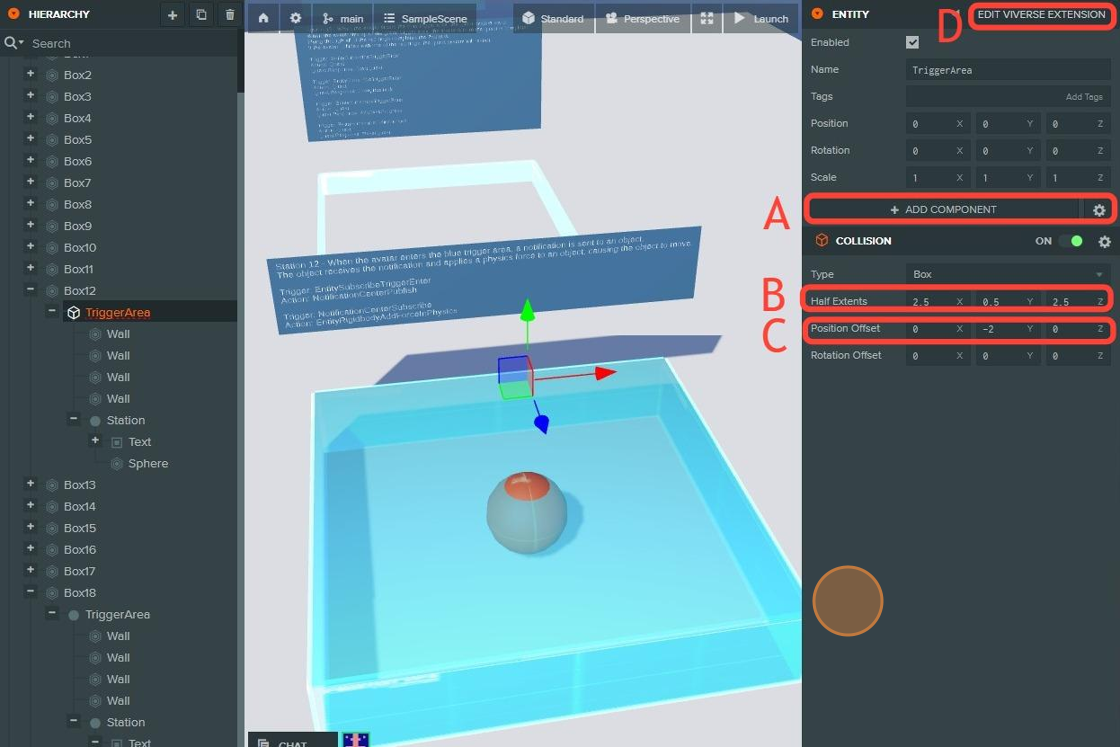 HIERARCHY
Search
Box2
Box3
Box4
Box5
Box6
Box7
Box8
Box9
Box10
Box11
Box12
TriggerArea
Wall
Wall
Wall
Wall
Station
Text
Sphere
Box13
Box14
Box15
Box16
Box17
Box18
TriggerArea
Wall
Wall
Wall
Wall
Station
Text
main
SampleScene
Standard
Perspective
Launch
Station 12 - When the avatar enters the blue trigger area, a notification is sent to an object.
The object receives the notification and applies a physics force to an object, causing the object to move.
Trigger: EntitySubscribeTriggerEnter
Action: NotificationCenterPublish
Trigger: NotificationCenterSubscribe
Action: EntityRigidbodyAddForceInPhysics
CHAT
ENTITY
D
EDIT VIVERSE EXTENSION
Enabled
Name TriggerArea
Tags Add Tags
Position 0 X 0 Y 0 Z
Rotation 0 X 0 Y 0 Z
Scale 1 X 1 Y 1 Z
A
+ ADD COMPONENT
COLLISION ON
Type Box
B
Half Extents 2.5 X 0.5 Y 2.5 Z
C
Position Offset 0 X -2 Y 0 Z
Rotation Offset 0 X 0 Y 0 Z